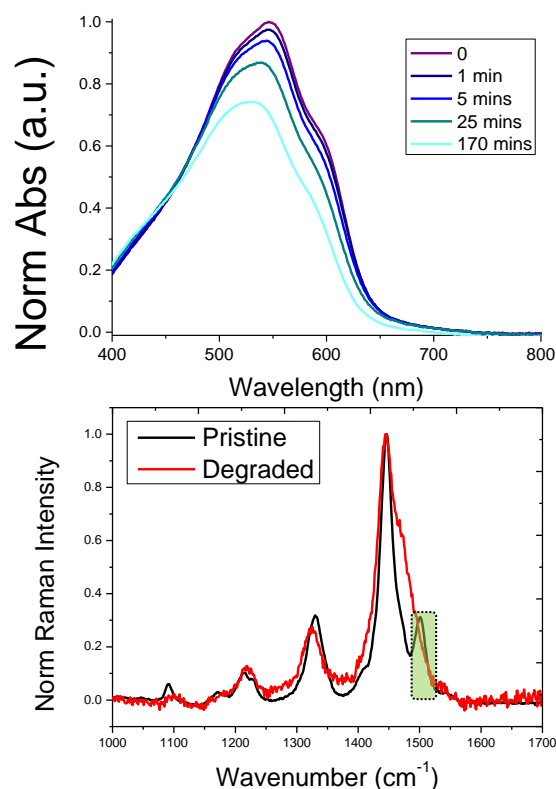 Norm Abs (a.u.)
1.0
0.8
0.6
0.4
0.2
0.0
0
1 min
5 mins
25 mins
170 mins
400 500 600 700 800
Wavelength (nm)
Norm Raman Intensity
1.0
0.8
0.6
0.4
0.2
0.0
Pristine
Degraded
1000 1100 1200 1300 1400 1500 1600 1700
Wavenumber (cm⁻¹)